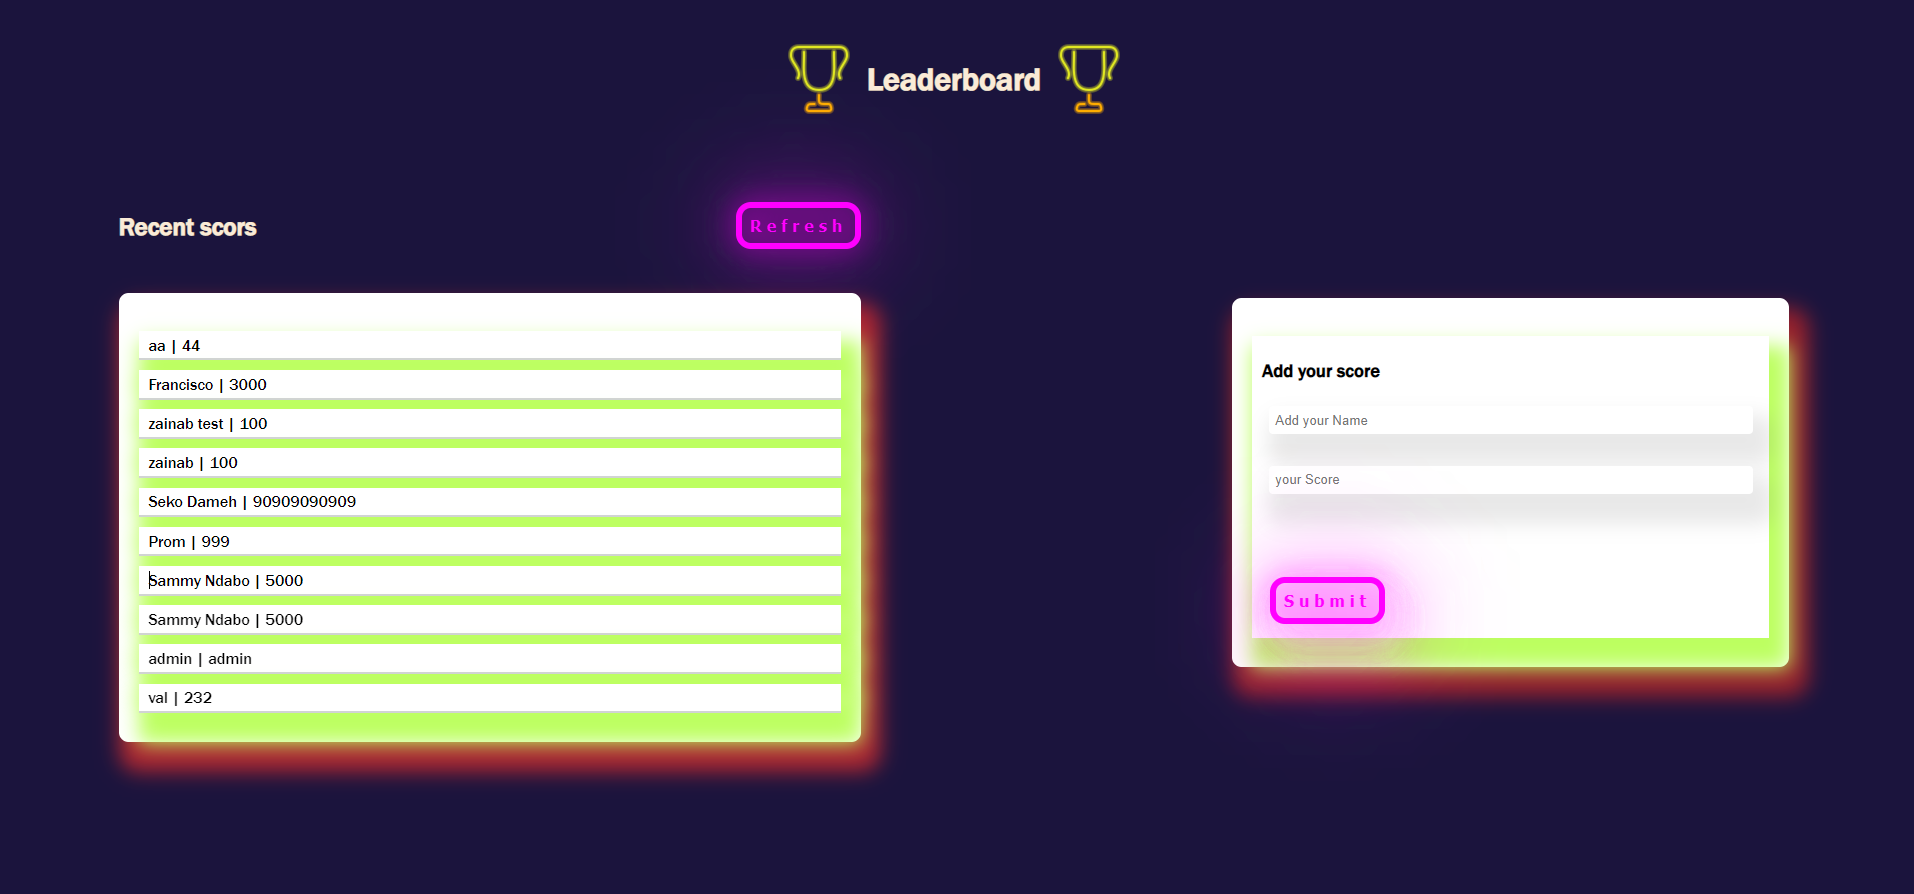 Leaderboard
Recent scors
Refresh
aa | 44
Francisco | 3000
zainab test | 100
zainab | 100
Seko Dameh | 90909090909
Prom | 999
Sammy Ndabo | 5000
Sammy Ndabo | 5000
admin | admin
val | 232
Add your score
Add your Name
your Score
Submit